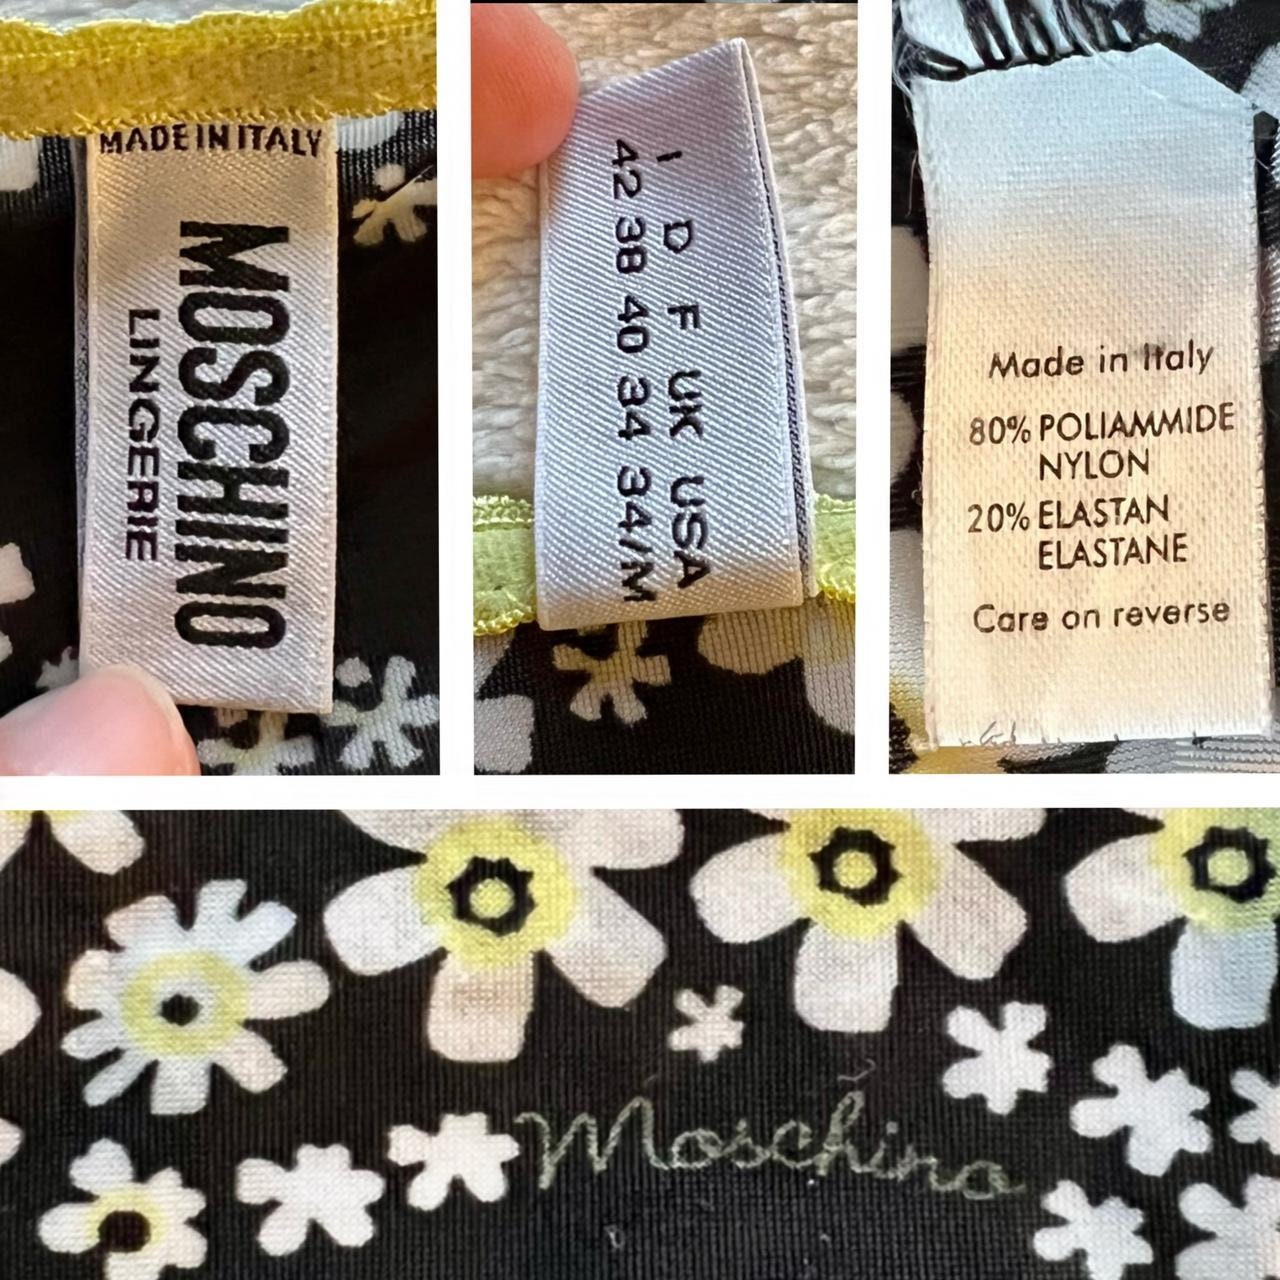 MADE IN ITALY
MOSCHINO
LINGERIE
I D F UK USA
42 38 40 34 34/M
Made in Italy
80% POLIAMMIDE
NYLON
20% ELASTAN
ELASTANE
Care on reverse
Moschino